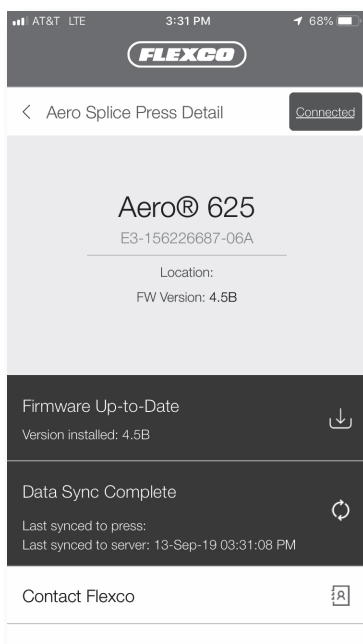 AT&T LTE 3:31 PM 68%
FLEXCO
Aero Splice Press Detail Connected
Aero® 625
E3-156226687-06A
Location:
FW Version: 4.5B
Firmware Up-to-Date
Version installed: 4.5B
Data Sync Complete
Last synced to press:
Last synced to server: 13-Sep-19 03:31:08 PM
Contact Flexco